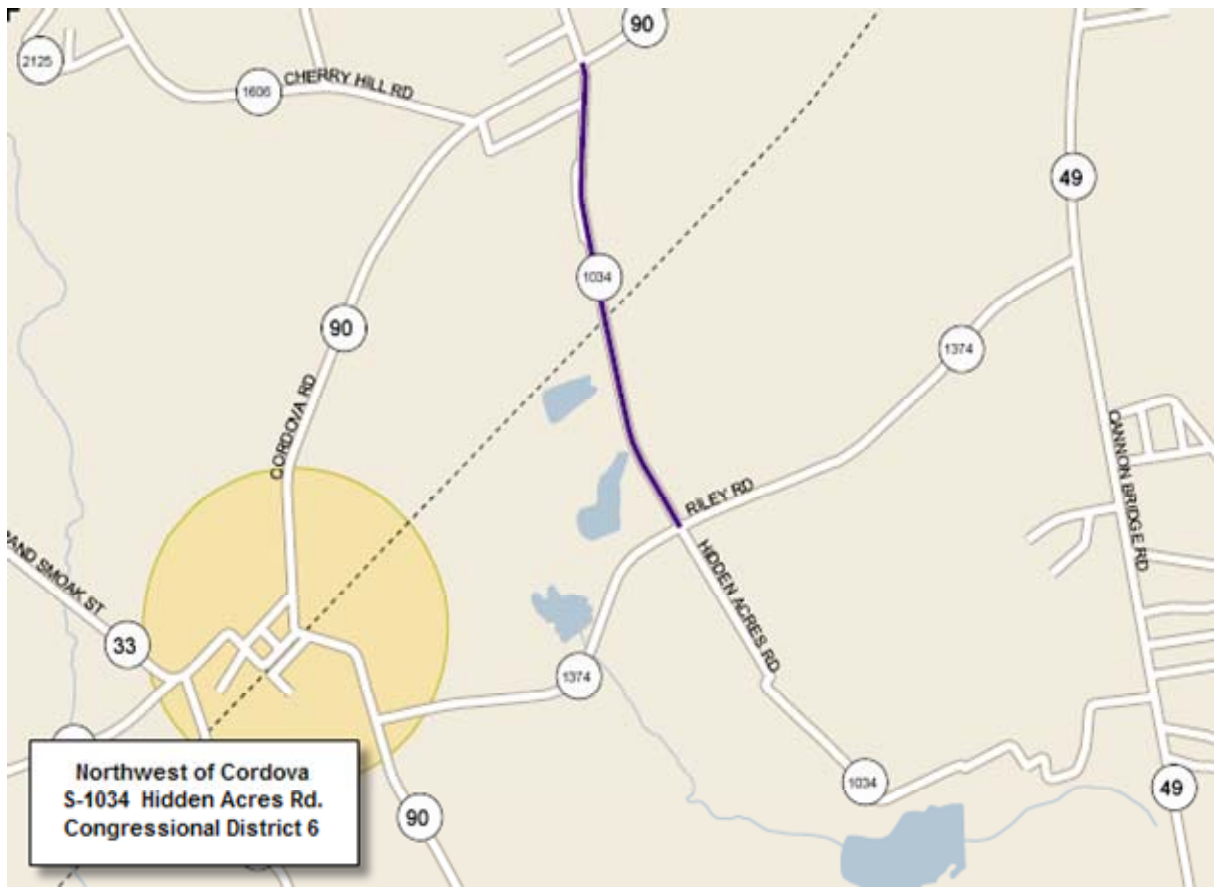 90
2125
1606
CHERRY HILL RD
49
1034
90
1374
CORDOVA RD
CANNON BRIDGE RD
RILEY RD
AND SMOAK ST
HIDDEN ACRES RD
33
1374
1034
49
90
Northwest of Cordova
S-1034 Hidden Acres Rd.
Congressional District 6